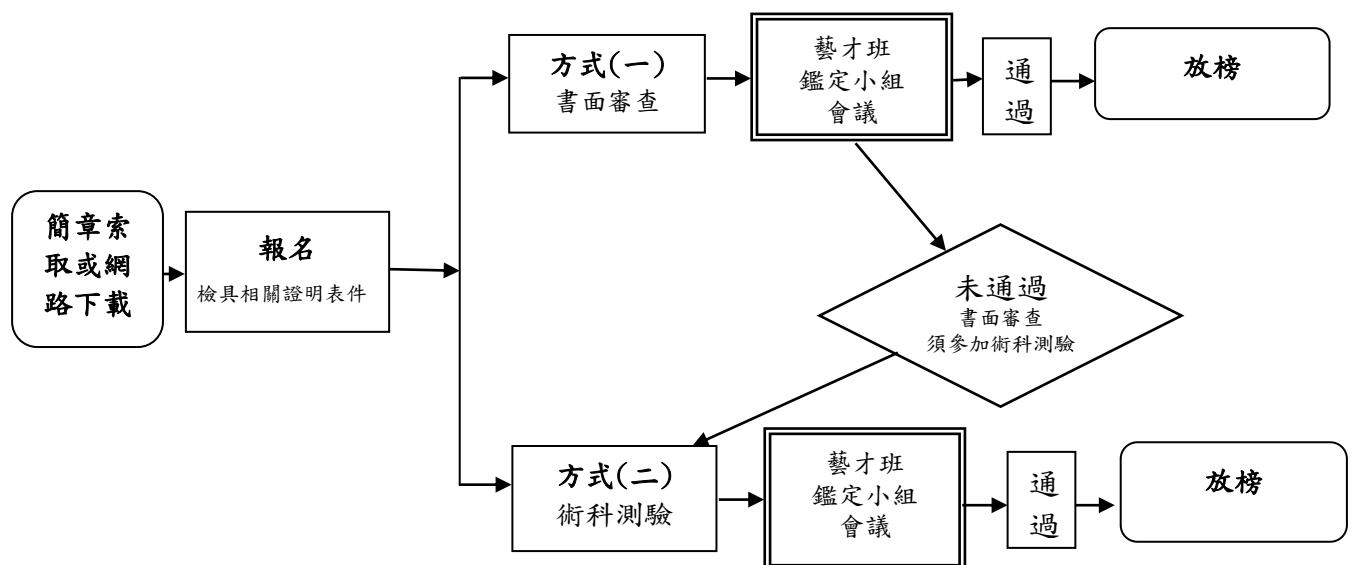 簡章索
取或網
路下載
報名
檢具相關證明表件
方式(一)
書面審查
藝才班
鑑定小組
會議
通
過
放榜
未通過
書面審查
須參加術科測驗
方式(二)
術科測驗
藝才班
鑑定小組
會議
通
過
放榜